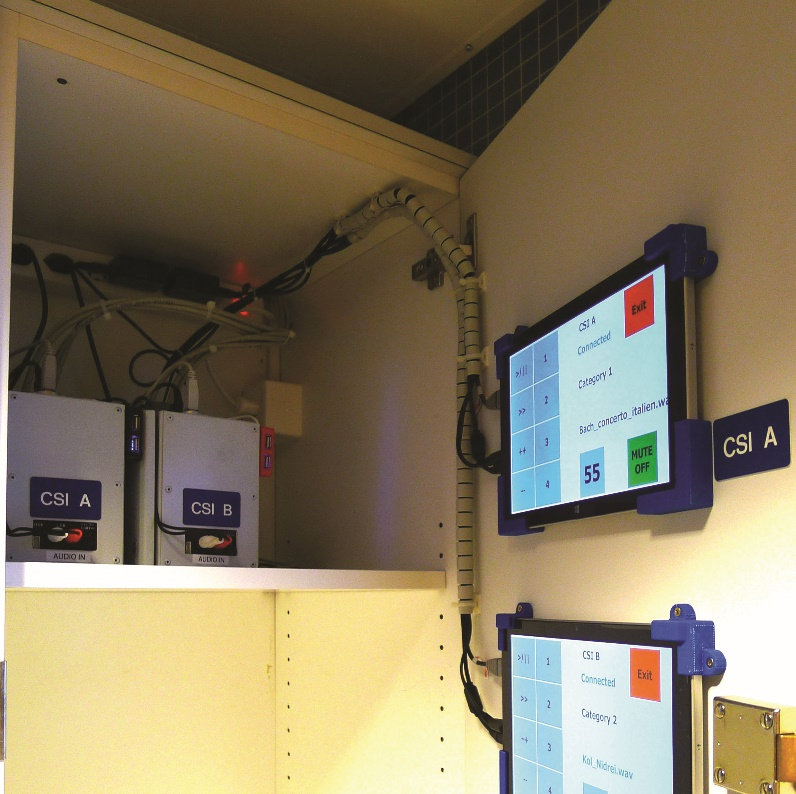 CSI A
AUDIO IN
CSI B
AUDIO IN
CSI A
Exit
Connected
Category 1
Bach_concerto_italien.wa
>||| 1
>> 2
++ 3
-- 4
55
MUTE
OFF
CSI A
CSI B
Exit
Connected
Category 2
Kol_Nidrei.wav
>||| 1
>> 2
3
4